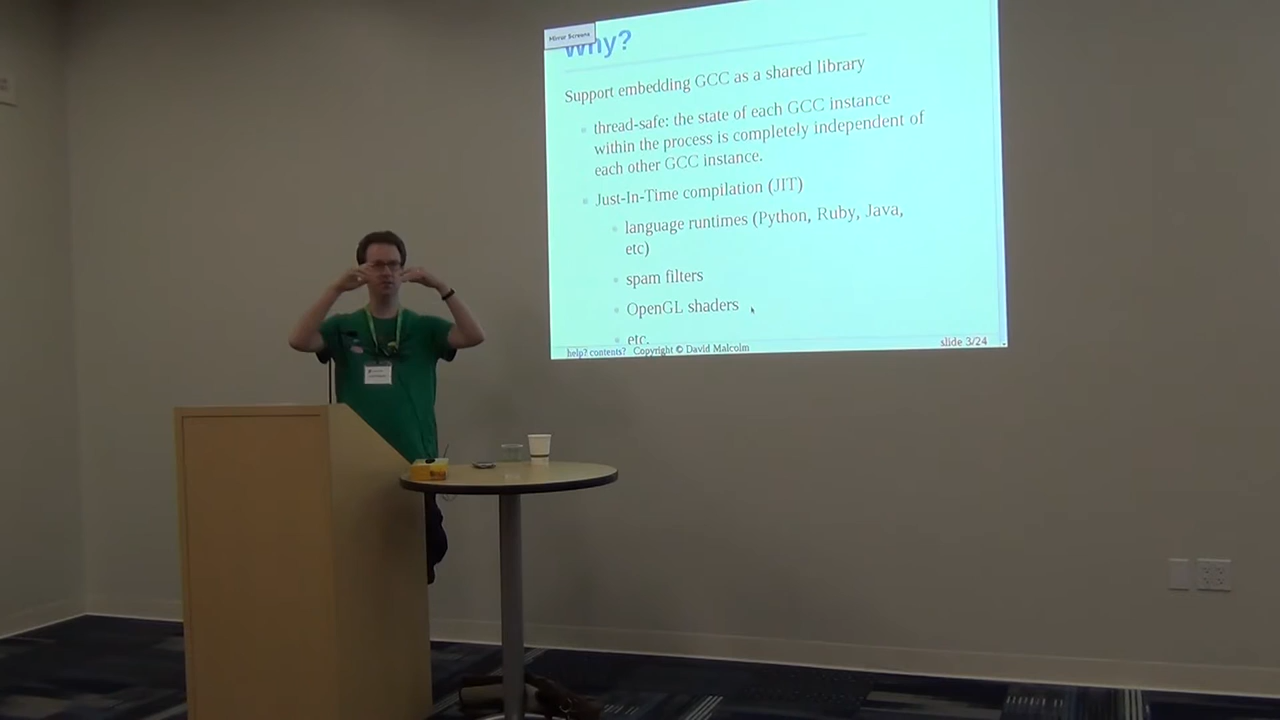 Mirror Screens
Why?
Support embedding GCC as a shared library
thread-safe: the state of each GCC instance
within the process is completely independent of
each other GCC instance.
Just-In-Time compilation (JIT)
language runtimes (Python, Ruby, Java,
etc)
spam filters
OpenGL shaders
etc.
help? contents? Copyright © David Malcolm
slide 3/24